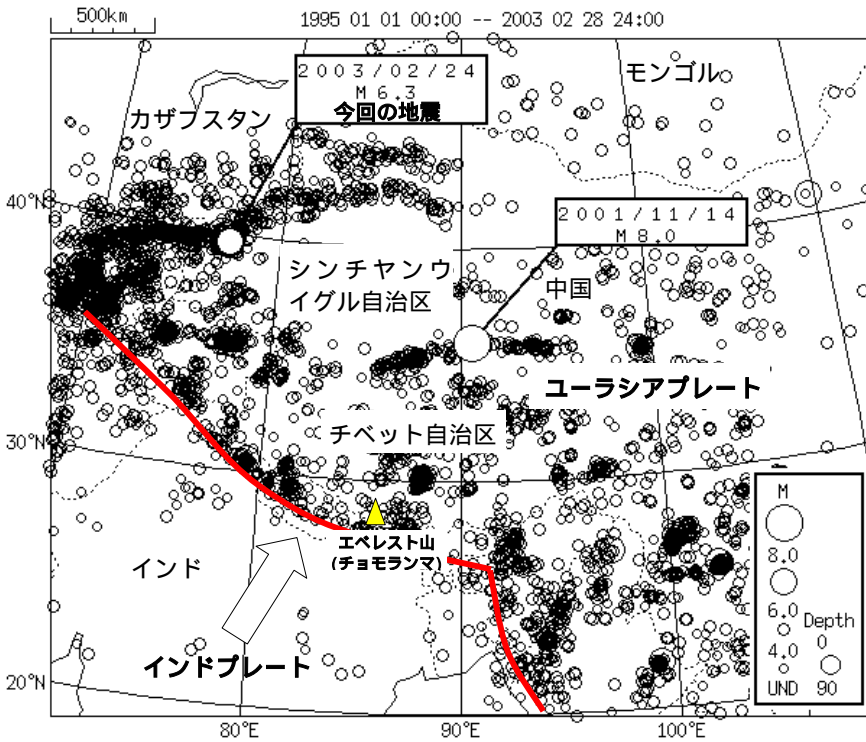 500km
1995 01 01 00:00 -- 2003 02 28 24:00
2003/02/24
M 6.3
今回の地震
モンゴル
カザフスタン
40°N
2001/11/14
M 8.0
シンチヤンウ
イグル自治区
中国
ユーラシアプレート
30°N
チベット自治区
エベレスト山
(チョモランマ)
インド
インドプレート
20°N
80°E
90°E
100°E
M
8.0
6.0
4.0
UND
Depth
0
90